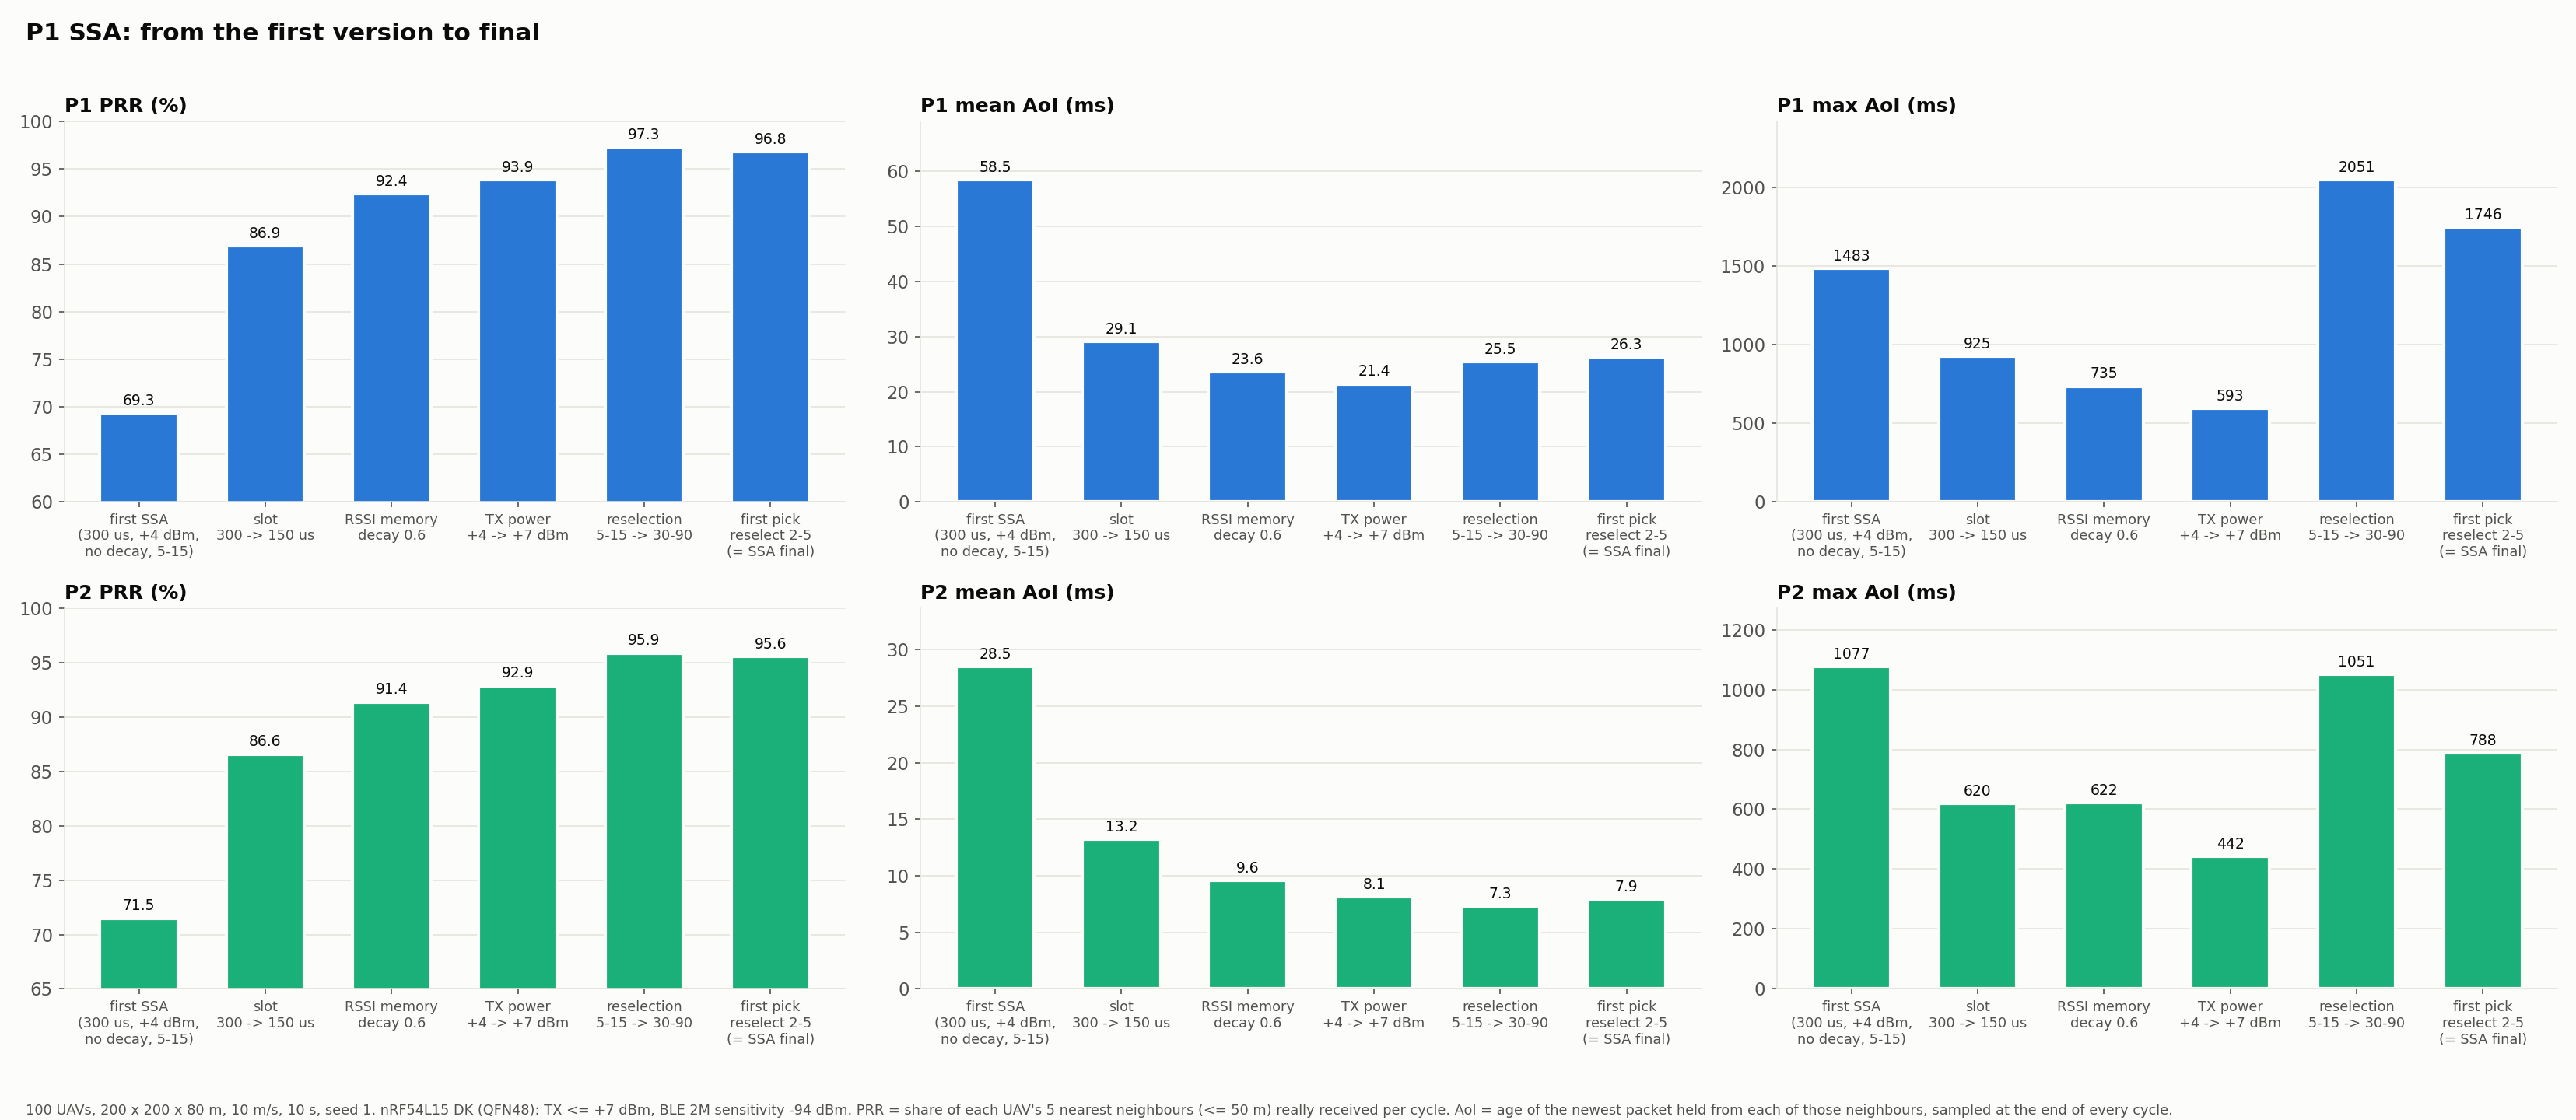 P1 SSA: from the first version to final
P1 PRR (%)
100
95
90
85
80
75
70
65
60
69.3
86.9
92.4
93.9
97.3
96.8
first SSA
(300 us, +4 dBm,
no decay, 5-15)
slot
300 -> 150 us
RSSI memory
decay 0.6
TX power
+4 -> +7 dBm
reselection
5-15 -> 30-90
first pick
reselect 2-5
(= SSA final)
P1 mean AoI (ms)
60
50
40
30
20
10
0
58.5
29.1
23.6
21.4
25.5
26.3
first SSA
(300 us, +4 dBm,
no decay, 5-15)
slot
300 -> 150 us
RSSI memory
decay 0.6
TX power
+4 -> +7 dBm
reselection
5-15 -> 30-90
first pick
reselect 2-5
(= SSA final)
P1 max AoI (ms)
2000
1500
1000
500
0
1483
925
735
593
2051
1746
first SSA
(300 us, +4 dBm,
no decay, 5-15)
slot
300 -> 150 us
RSSI memory
decay 0.6
TX power
+4 -> +7 dBm
reselection
5-15 -> 30-90
first pick
reselect 2-5
(= SSA final)
P2 PRR (%)
100
95
90
85
80
75
70
65
71.5
86.6
91.4
92.9
95.9
95.6
first SSA
(300 us, +4 dBm,
no decay, 5-15)
slot
300 -> 150 us
RSSI memory
decay 0.6
TX power
+4 -> +7 dBm
reselection
5-15 -> 30-90
first pick
reselect 2-5
(= SSA final)
P2 mean AoI (ms)
30
25
20
15
10
5
0
28.5
13.2
9.6
8.1
7.3
7.9
first SSA
(300 us, +4 dBm,
no decay, 5-15)
slot
300 -> 150 us
RSSI memory
decay 0.6
TX power
+4 -> +7 dBm
reselection
5-15 -> 30-90
first pick
reselect 2-5
(= SSA final)
P2 max AoI (ms)
1200
1000
800
600
400
200
0
1077
620
622
442
1051
788
first SSA
(300 us, +4 dBm,
no decay, 5-15)
slot
300 -> 150 us
RSSI memory
decay 0.6
TX power
+4 -> +7 dBm
reselection
5-15 -> 30-90
first pick
reselect 2-5
(= SSA final)
100 UAVs, 200 x 200 x 80 m, 10 m/s, 10 s, seed 1. nRF54L15 DK (QFN48): TX <= +7 dBm, BLE 2M sensitivity -94 dBm. PRR = share of each UAV's 5 nearest neighbours (<= 50 m) really received per cycle. AoI = age of the newest packet held from each of those neighbours, sampled at the end of every cycle.